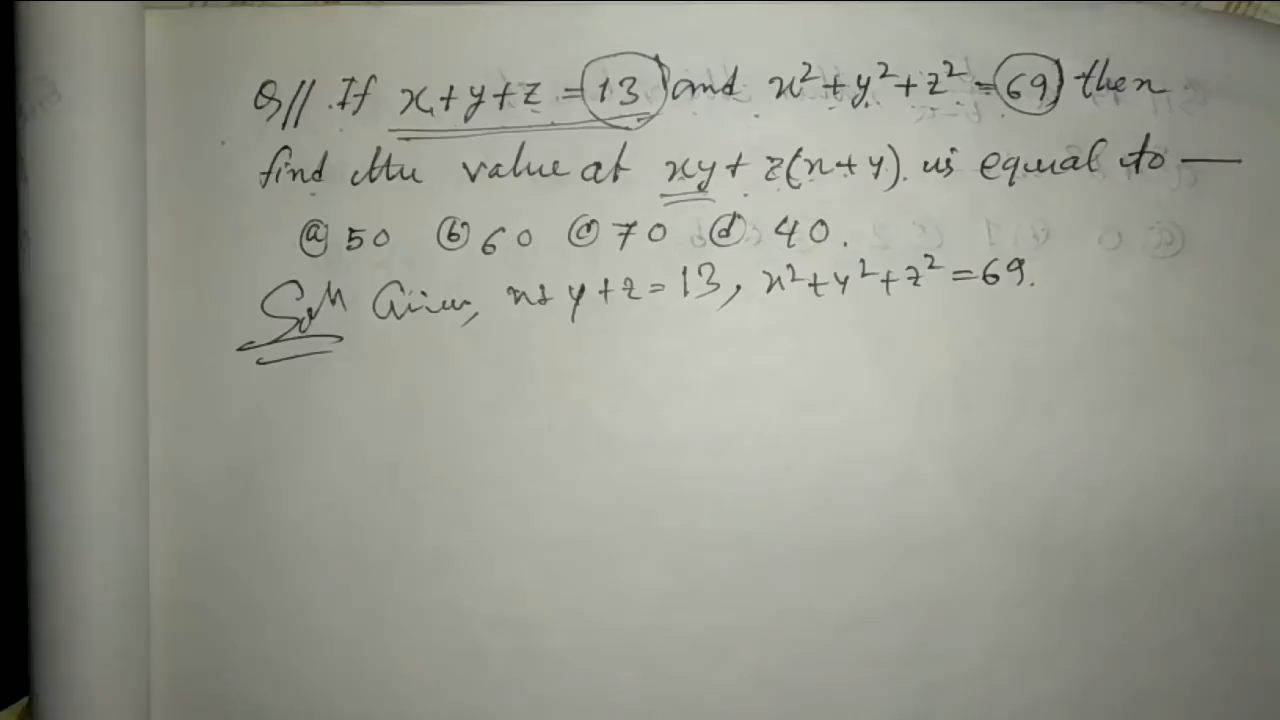 Q// If x+y+z = 13 and x²+y²+z² = 69 then
find the value at xy+ z(x+y). is equal to —
ⓐ 50 ⓑ 60 ⓒ 70 ⓓ 40.
Solⁿ Given, x+y+z=13, x²+y²+z²=69.